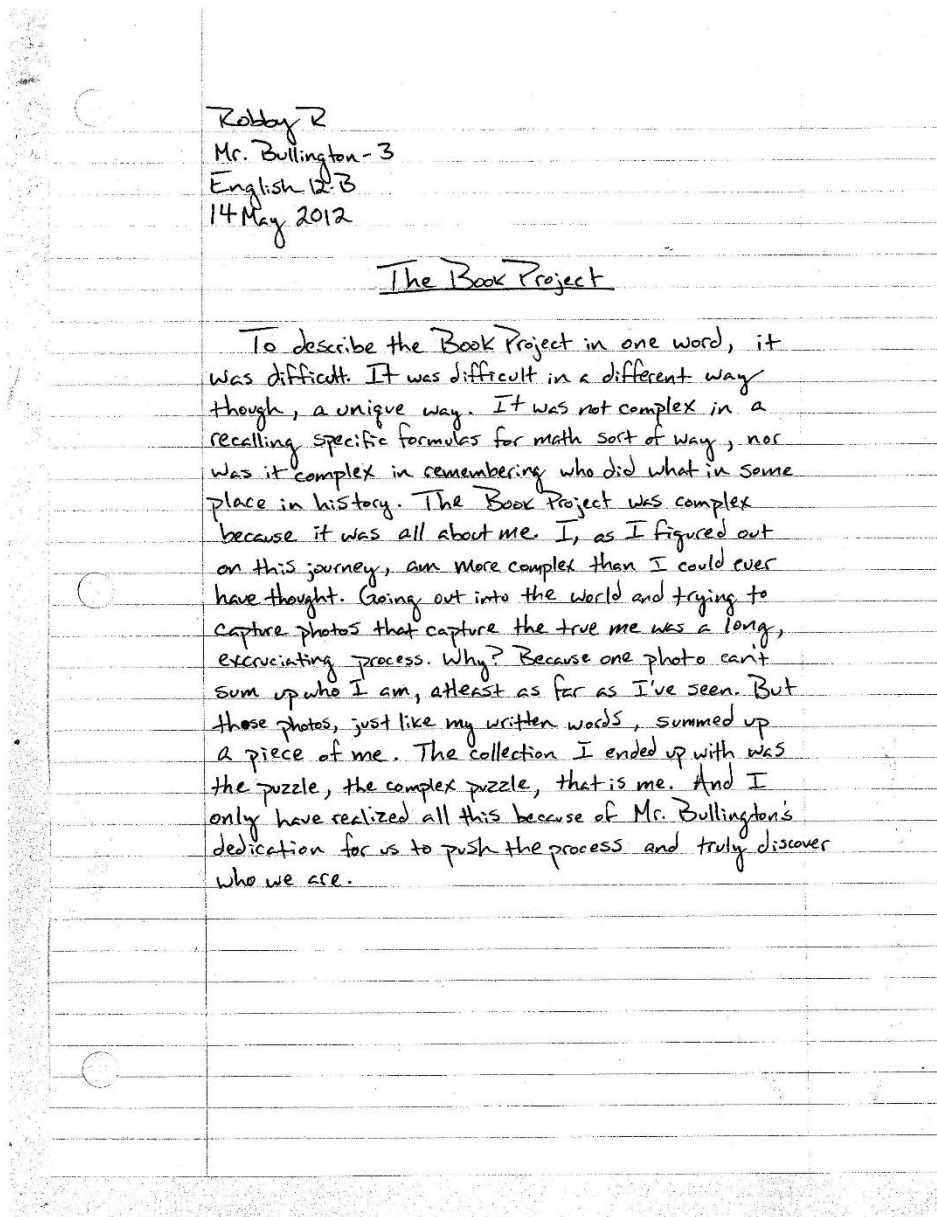 Robby R
Mr. Bullington - 3
English 12-B
14 May 2012
The Book Project
To describe the Book Project in one word, it
was difficult. It was difficult in a different way
though, a unique way. It was not complex in a
recalling specific formulas for math sort of way, nor
was it complex in remembering who did what in some
place in history. The Book Project was complex
because it was all about me. I, as I figured out
on this journey, am more complex than I could ever
have thought. Going out into the world and trying to
capture photos that capture the true me was a long,
excruciating process. Why? Because one photo can't
sum up who I am, atleast as far as I've seen. But
those photos, just like my written words, summed up
a piece of me. The collection I ended up with was
the puzzle, the complex puzzle, that is me. And I
only have realized all this because of Mr. Bullington's
dedication for us to push the process and truly discover
who we are.